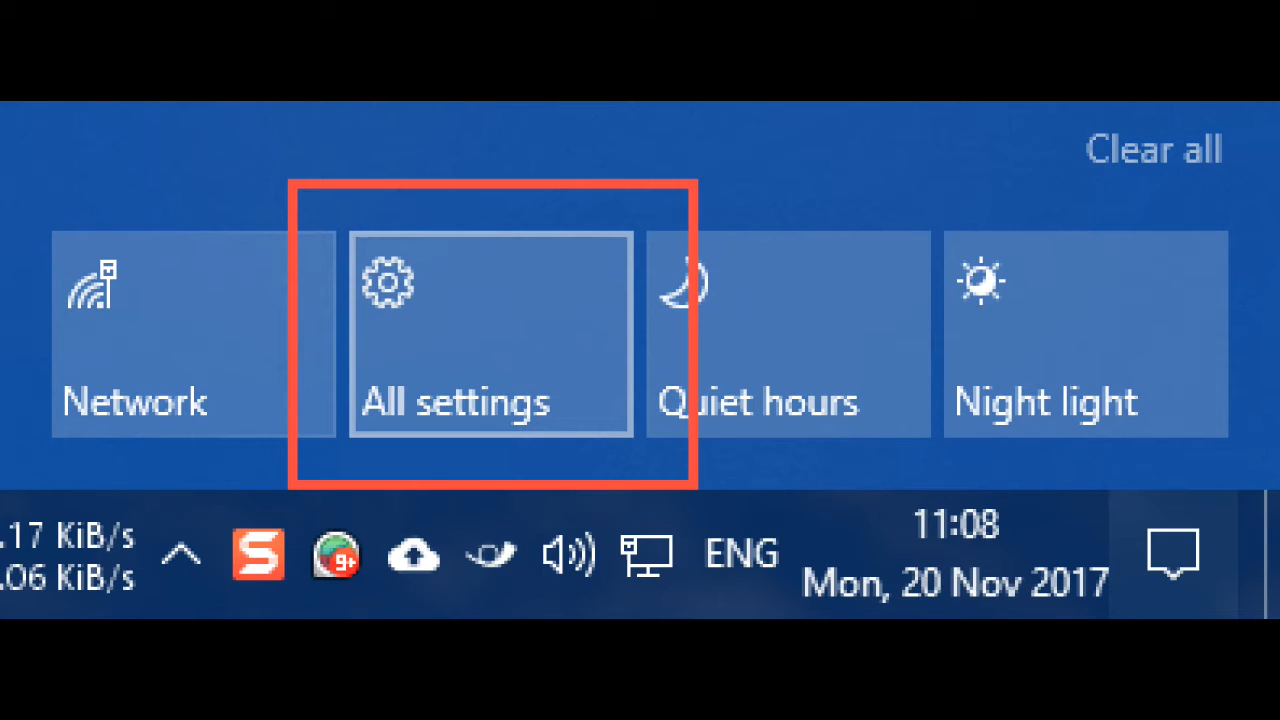 Clear all
Network
All settings
Quiet hours
Night light
.17 KiB/s
.06 KiB/s
S
9+
ENG
11:08
Mon, 20 Nov 2017